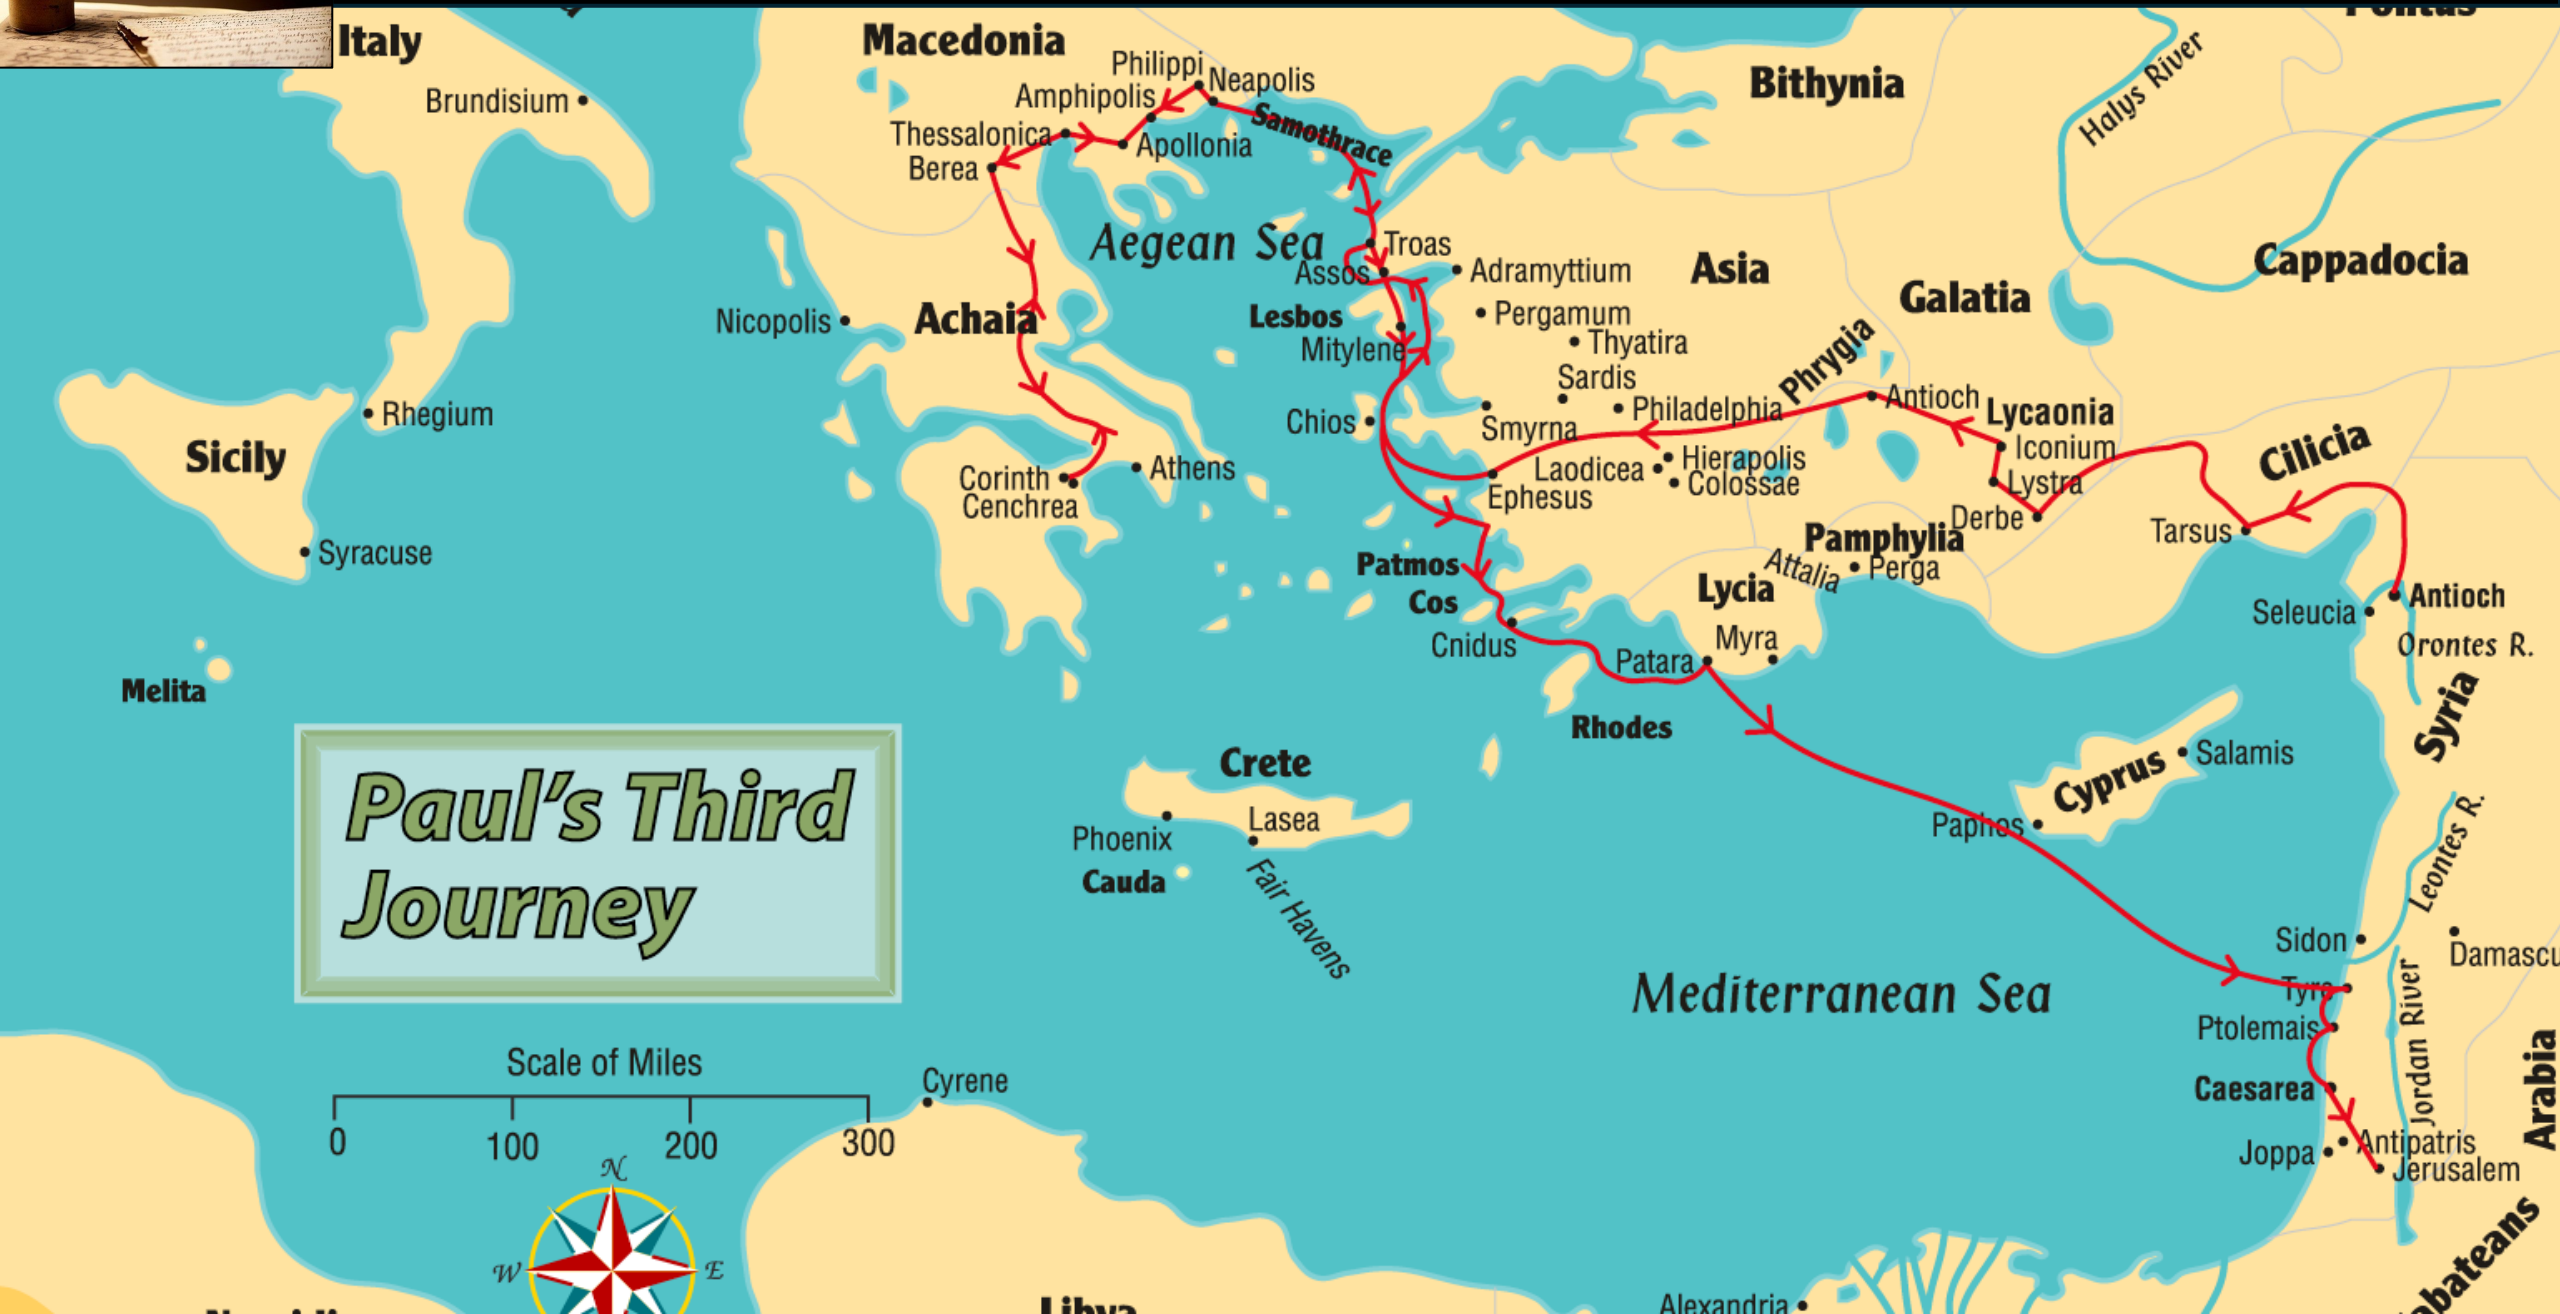 Italy
Macedonia
Pontus
Philippi
Neapolis
Bithynia
Halys River
Brundisium
Amphipolis
Samothrace
Thessalonica
Apollonia
Berea
Aegean Sea
Troas
Assos
Adramyttium
Asia
Galatia
Cappadocia
Nicopolis
Achaia
Lesbos
Pergamum
Mitylene
Thyatira
Phrygia
Sardis
Philadelphia
Antioch
Lycaonia
Rhegium
Sicily
Chios
Smyrna
Iconium
Cilicia
Corinth
Athens
Cenchrea
Laodicea
Hierapolis
Colossae
Ephesus
Lystra
Derbe
Tarsus
Syracuse
Patmos
Pamphylia
Attalia
Perga
Lycia
Cos
Antioch
Seleucia
Cnidus
Myra
Patara
Orontes R.
Melita
Rhodes
Syria
Crete
Cyprus
Salamis
Paul's Third
Journey
Phoenix
Lasea
Paphos
Cauda
Fair Havens
Leontes R.
Sidon
Damascu
Mediterranean Sea
Tyre
Ptolemais
Jordan River
Arabia
Scale of Miles
Cyrene
Caesarea
0 100 200 300
Antipatris
Joppa
Jerusalem
N
W
E
obateans
Libya
Alexandria